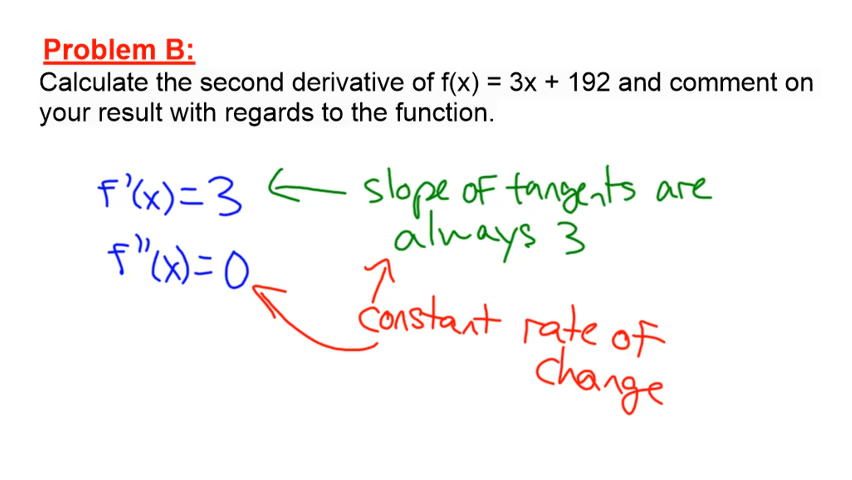 Problem B:
Calculate the second derivative of f(x) = 3x + 192 and comment on
your result with regards to the function.
f'(x) = 3 ← slope of tangents are
always 3
f''(x) = 0
constant rate of
change